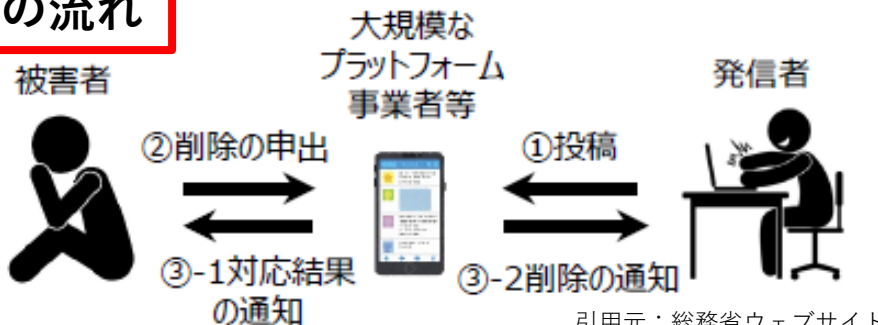 の流れ
被害者
大規模な
プラットフォーム
事業者等
発信者
②削除の申出
①投稿
③-1対応結果
の通知
③-2削除の通知
引用元:総務省ウェブサイト